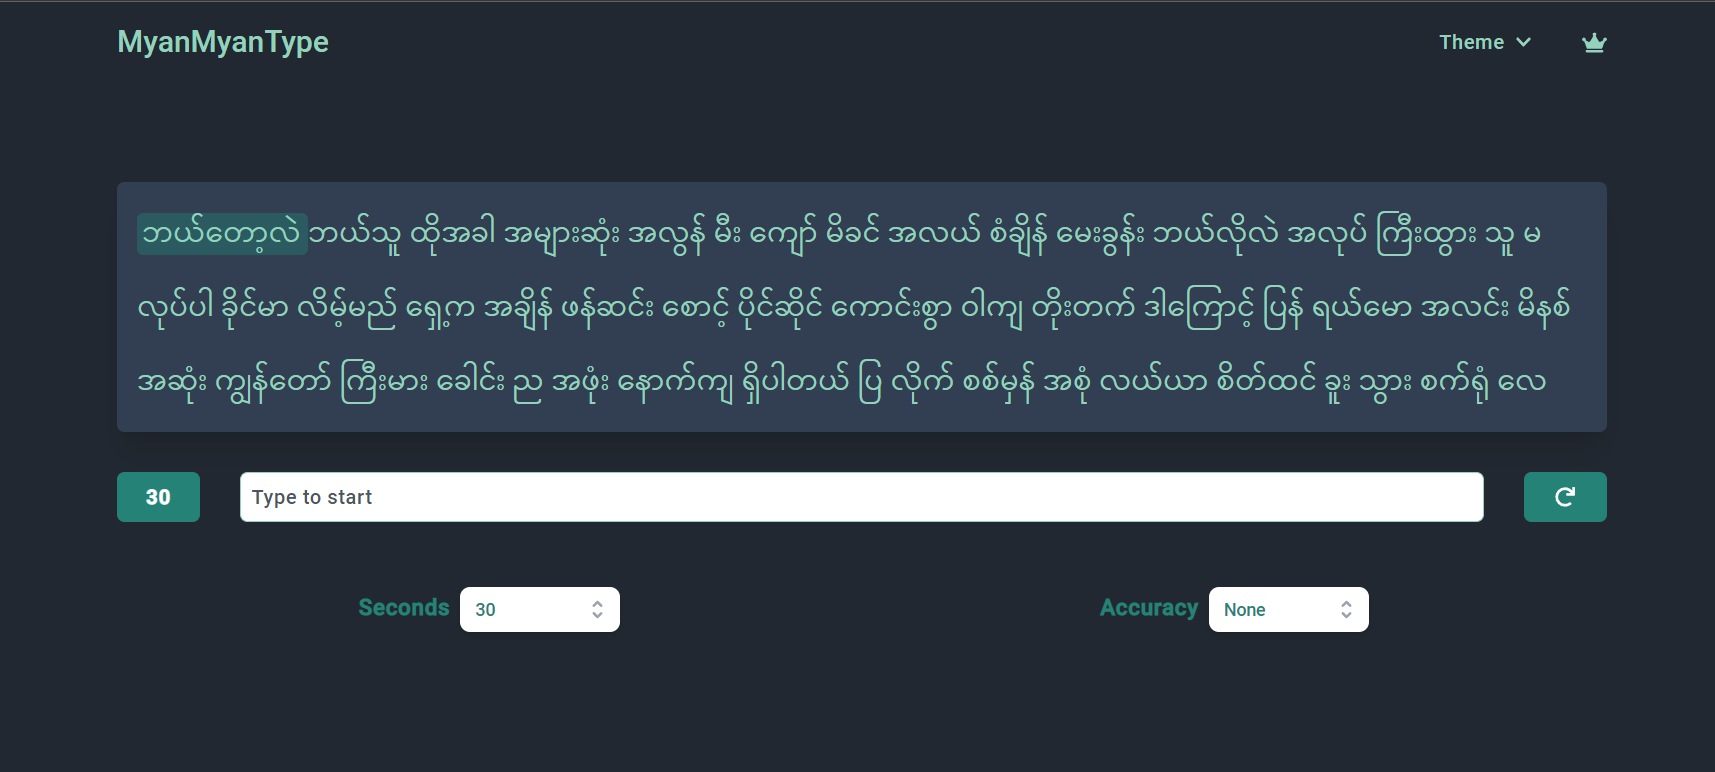 MyanMyanType
Theme
ဘယ်တော့လဲ ဘယ်သူ ထိုအခါ အများဆုံး အလွန် မီး ကျော် မိခင် အလယ် စံချိန် မေးခွန်း ဘယ်လိုလဲ အလုပ် ကြီးထွား သူ မ
လုပ်ပါ ခိုင်မာ လိမ့်မည် ရှေ့က အချိန် ဖန်ဆင်း စောင့် ပိုင်ဆိုင် ကောင်းစွာ ဝါကျ တိုးတက် ဒါကြောင့် ပြန် ရယ်မော အလင်း မိနစ်
အဆုံး ကျွန်တော် ကြီးမား ခေါင်း ည အဖုံး နောက်ကျ ရှိပါတယ် ပြ လိုက် စစ်မှန် အစုံ လယ်ယာ စိတ်ထင် ခူး သွား စက်ရုံ လေ
30
Type to start
Seconds 30
Accuracy None